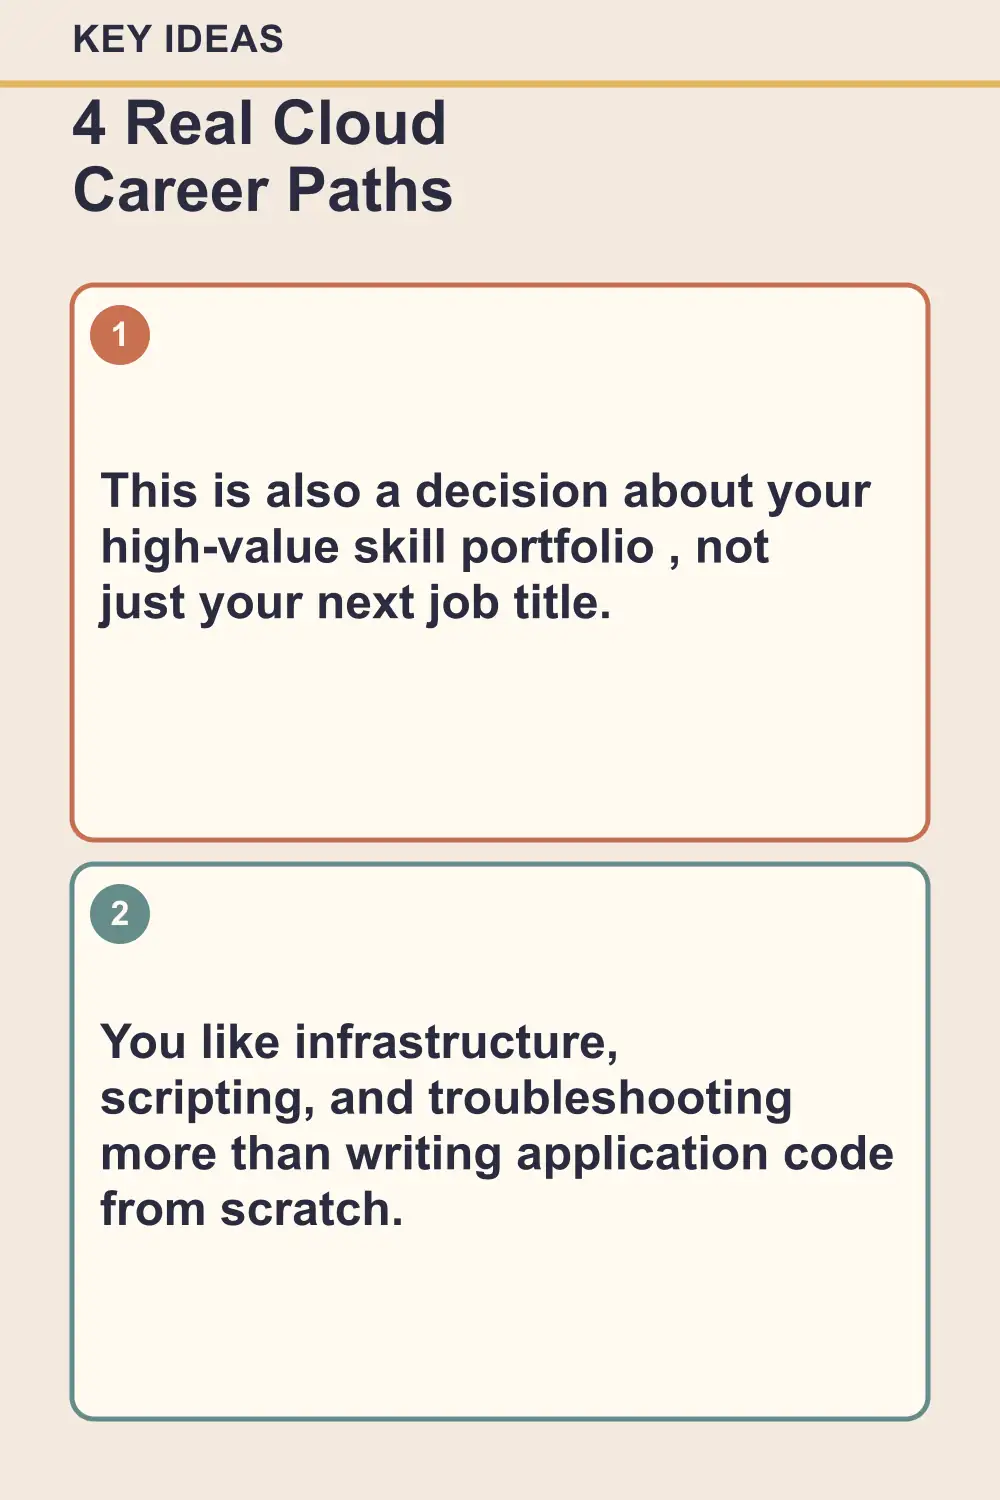 KEY IDEAS
4 Real Cloud
Career Paths
1
This is also a decision about your
high-value skill portfolio , not
just your next job title.
2
You like infrastructure,
scripting, and troubleshooting
more than writing application code
from scratch.